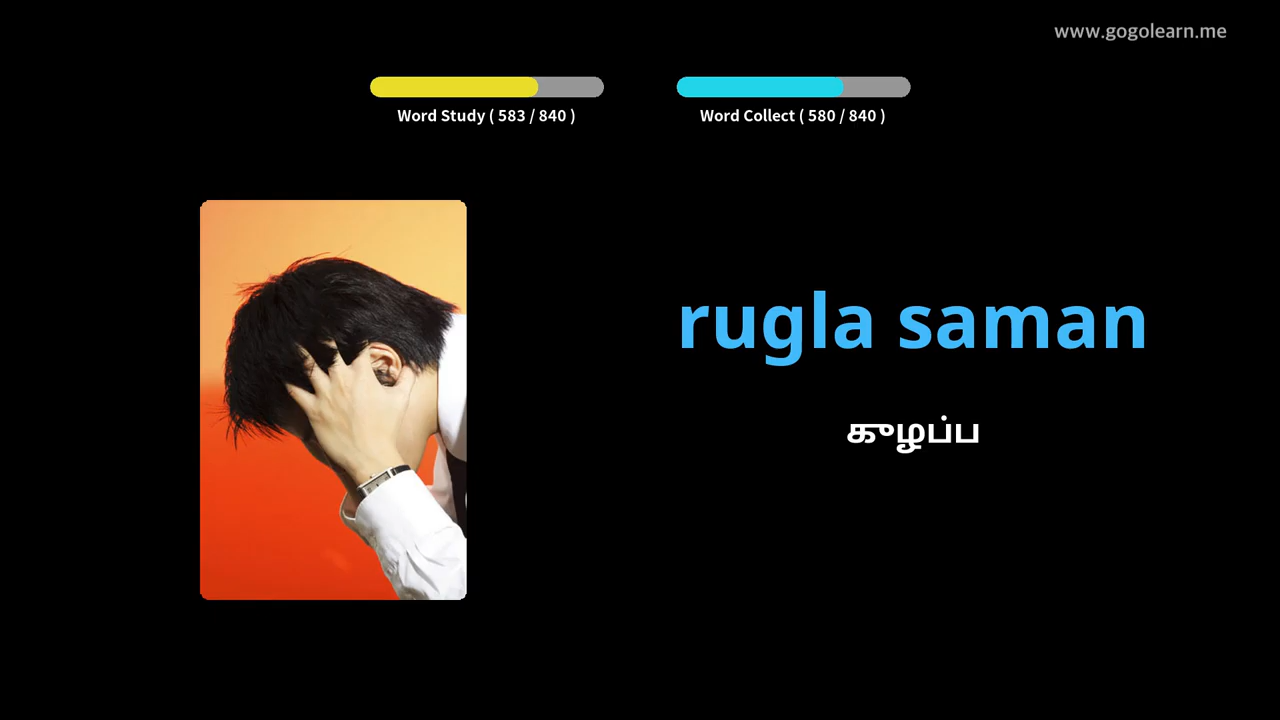 www.gogolearn.me
Word Study ( 583 / 840 )
Word Collect ( 580 / 840 )
rugla saman
குழப்ப